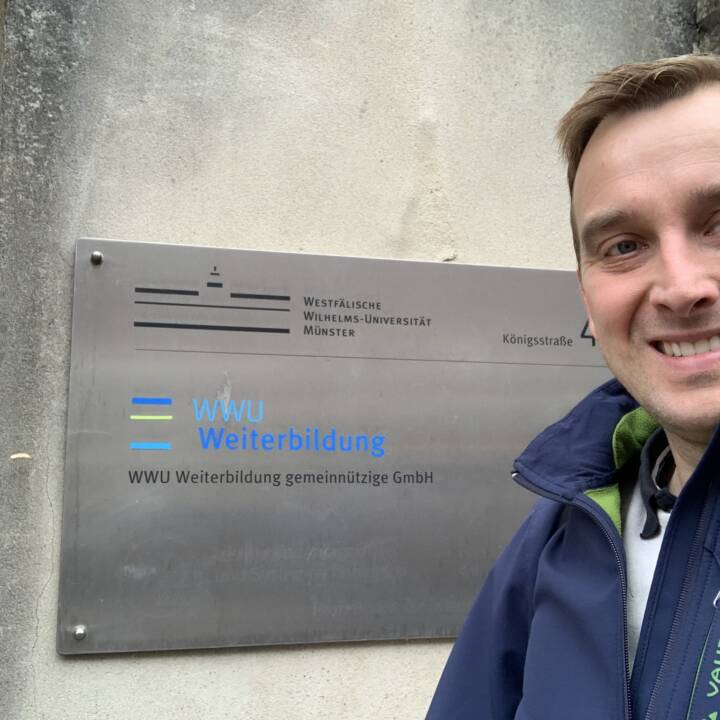 Westfälische
Wilhelms-Universität
Münster
Königsstraße 4
WWU
Weiterbildung
WWU Weiterbildung gemeinnützige GmbH